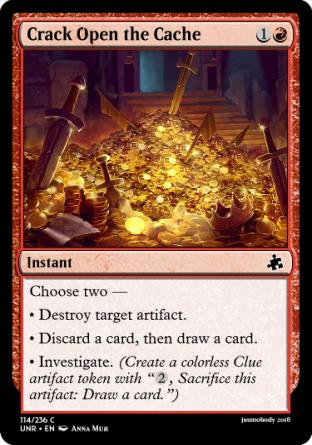 Crack Open the Cache 1
Instant
Choose two —
• Destroy target artifact.
• Discard a card, then draw a card.
• Investigate. (Create a colorless Clue
artifact token with “2, Sacrifice this
artifact: Draw a card.”)
114/236 C
UNR • EN Anna Mur
justnobody 2018